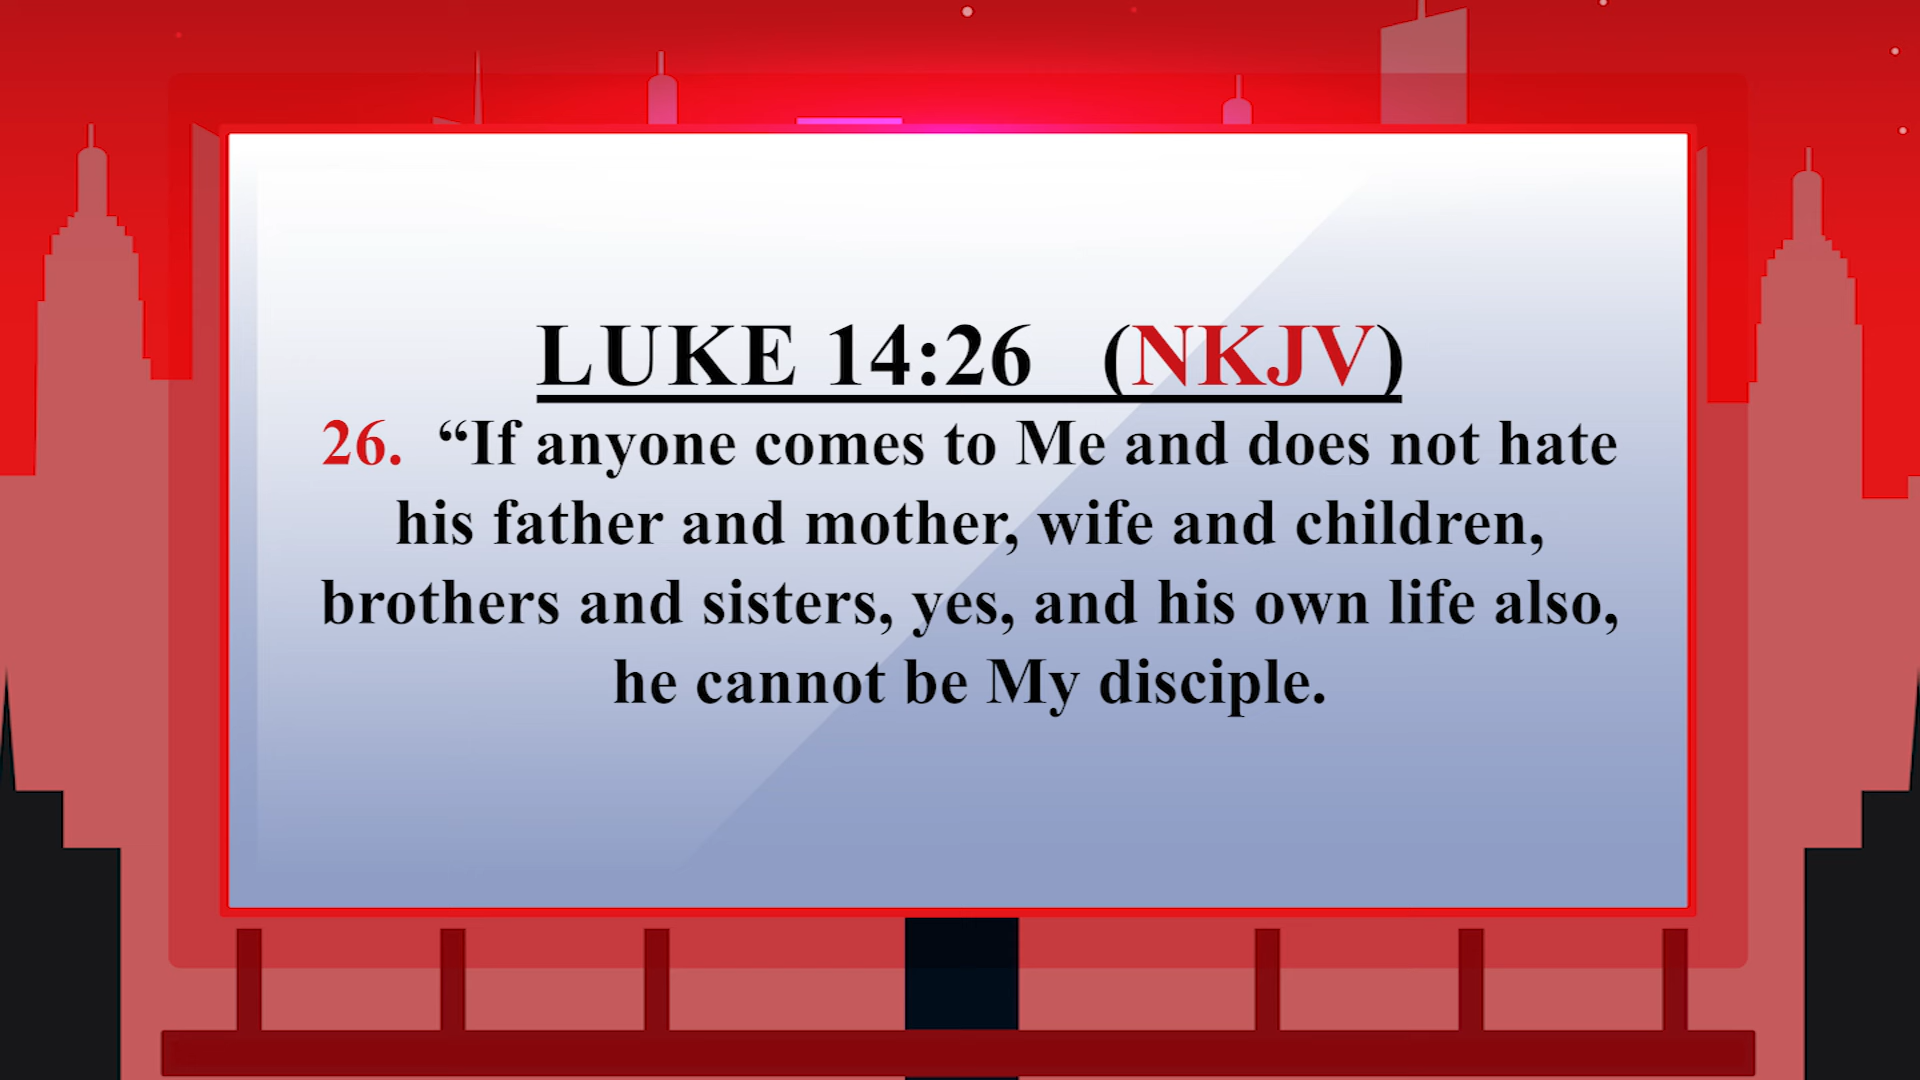 LUKE 14:26 (NKJV)
26. “If anyone comes to Me and does not hate
his father and mother, wife and children,
brothers and sisters, yes, and his own life also,
he cannot be My disciple.